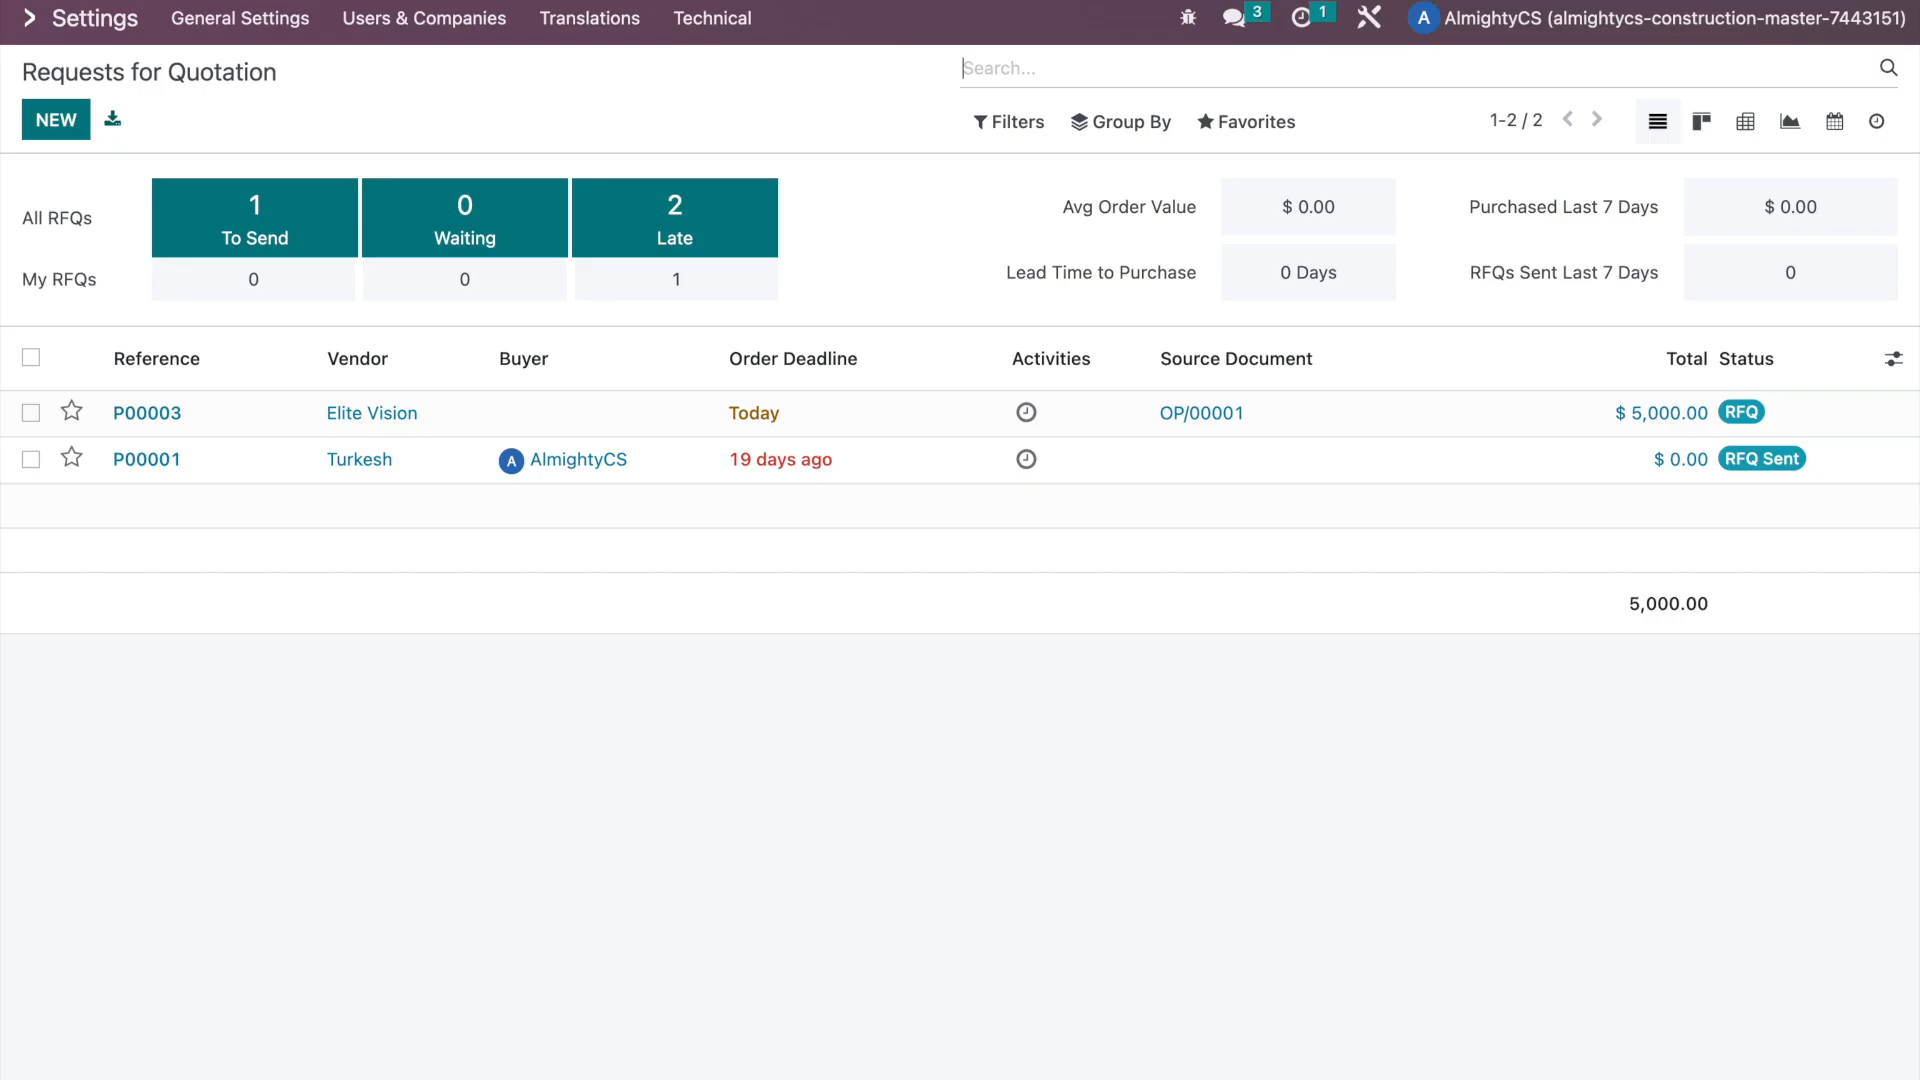 Settings General Settings Users & Companies Translations Technical 3 1 A AlmightyCS (almightycs-construction-master-7443151)
Requests for Quotation Search...
NEW Filters Group By Favorites 1-2 / 2
All RFQs 1 To Send 0 Waiting 2 Late
My RFQs 0 0 1
Avg Order Value $ 0.00 Purchased Last 7 Days $ 0.00
Lead Time to Purchase 0 Days RFQs Sent Last 7 Days 0
Reference Vendor Buyer Order Deadline Activities Source Document Total Status
P00003 Elite Vision Today OP/00001 $ 5,000.00 RFQ
P00001 Turkesh A AlmightyCS 19 days ago $ 0.00 RFQ Sent
5,000.00